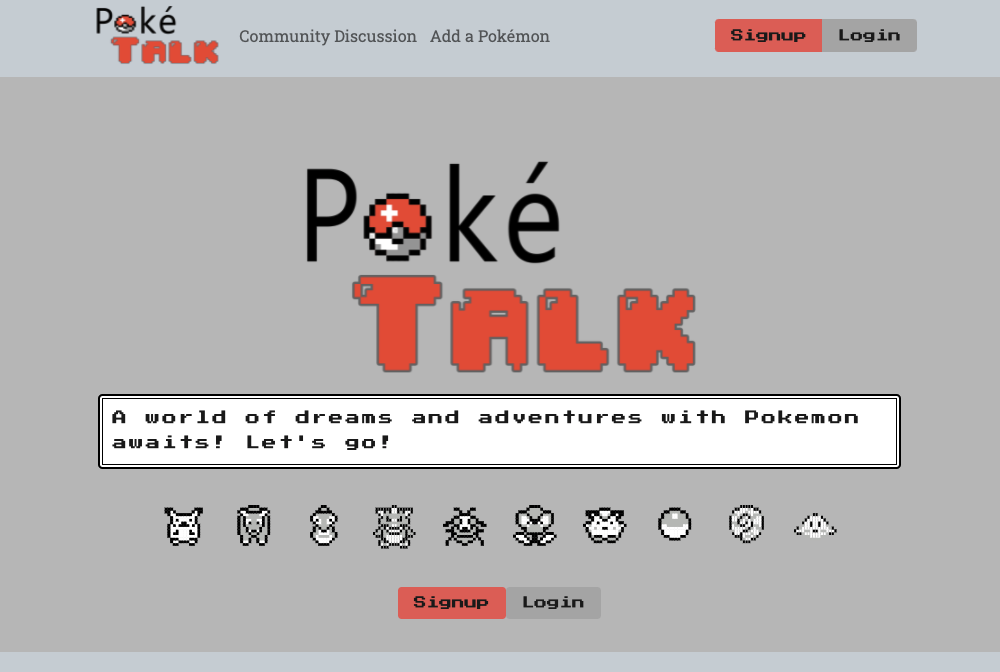 Poké
TALK
Community Discussion
Add a Pokémon
Signup
Login
Poké
TALK
A world of dreams and adventures with Pokemon
awaits! Let's go!
Signup
Login